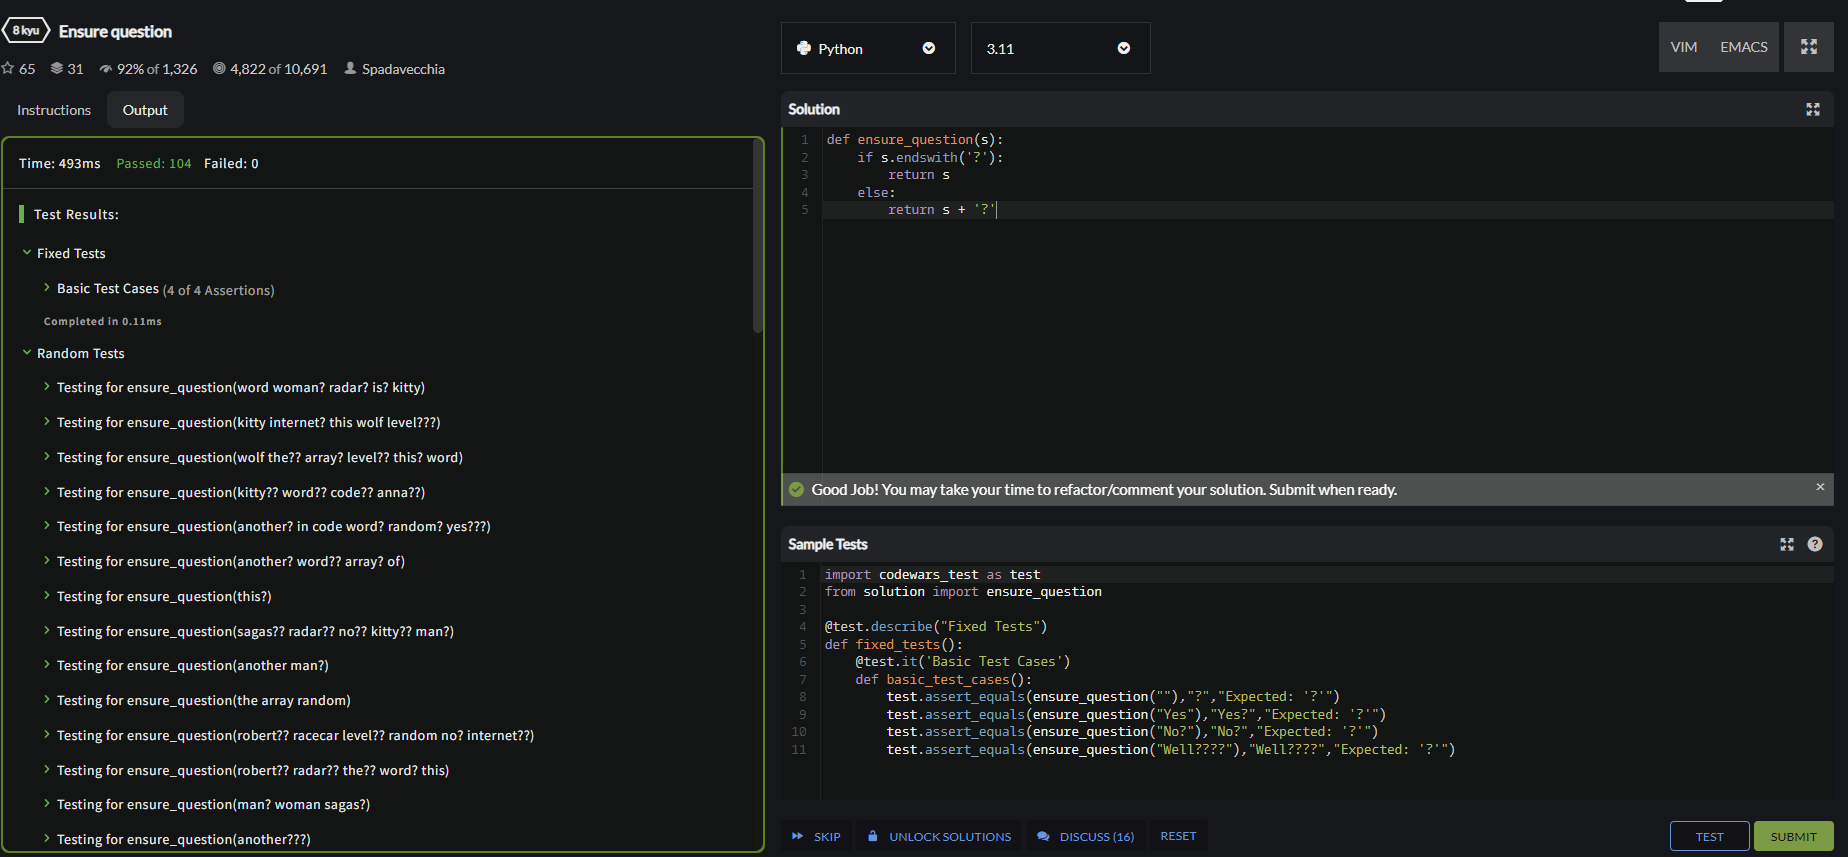 8 kyu Ensure question
65 31 92% of 1,326 4,822 of 10,691 Spadavecchia
Instructions Output
Time: 493ms Passed: 104 Failed: 0
Test Results:
Fixed Tests
Basic Test Cases (4 of 4 Assertions)
Completed in 0.11ms
Random Tests
Testing for ensure_question(word woman? radar? is? kitty)
Testing for ensure_question(kitty internet? this wolf level???)
Testing for ensure_question(wolf the?? array? level?? this? word)
Testing for ensure_question(kitty?? word?? code?? anna??)
Testing for ensure_question(another? in code word? random? yes???)
Testing for ensure_question(another? word?? array? of)
Testing for ensure_question(this?)
Testing for ensure_question(sagas?? radar?? no?? kitty?? man?)
Testing for ensure_question(another man?)
Testing for ensure_question(the array random)
Testing for ensure_question(robert?? racecar level?? random no? internet??)
Testing for ensure_question(robert?? radar?? the?? word? this)
Testing for ensure_question(man? woman sagas?)
Testing for ensure_question(another???)
Python 3.11 VIM EMACS
Solution
1 def ensure_question(s):
2     if s.endswith('?'):
3         return s
4     else:
5         return s + '?'
Good Job! You may take your time to refactor/comment your solution. Submit when ready.
Sample Tests
1 import codewars_test as test
2 from solution import ensure_question
3
4 @test.describe("Fixed Tests")
5 def fixed_tests():
6     @test.it('Basic Test Cases')
7     def basic_test_cases():
8         test.assert_equals(ensure_question(""),"?","Expected: '?'")
9         test.assert_equals(ensure_question("Yes"),"Yes?","Expected: '?'")
10         test.assert_equals(ensure_question("No?"),"No?","Expected: '?'")
11         test.assert_equals(ensure_question("Well????"),"Well????","Expected: '?'")
SKIP UNLOCK SOLUTIONS DISCUSS (16) RESET TEST SUBMIT